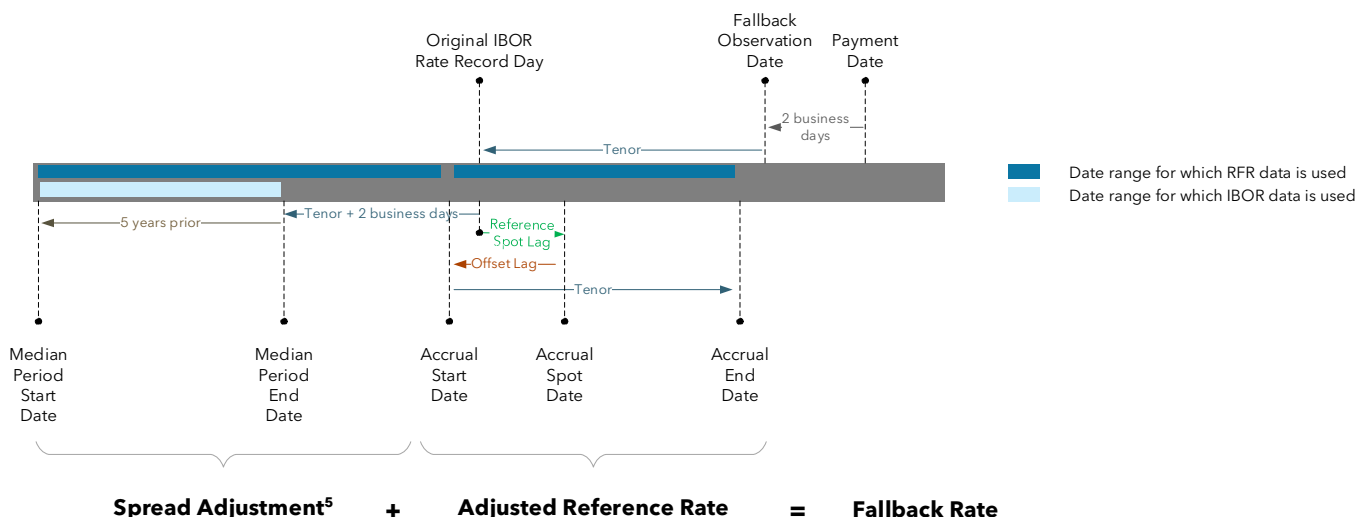 Original IBOR
Rate Record Day
Fallback
Observation
Date
Payment
Date
2 business
days
Tenor
Date range for which RFR data is used
Date range for which IBOR data is used
5 years prior
Tenor + 2 business days
Reference
Spot Lag
Offset Lag
Tenor
Median
Period
Start
Date
Median
Period
End
Date
Accrual
Start
Date
Accrual
Spot
Date
Accrual
End
Date
Spread Adjustment⁵ + Adjusted Reference Rate = Fallback Rate